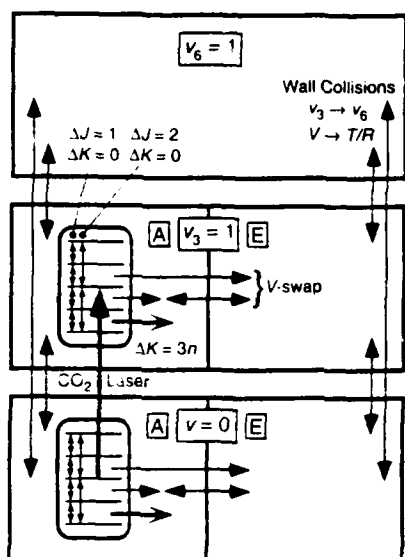 v6 = 1
Wall Collisions
v3 → v6
V → T/R
ΔJ = 1 ΔJ = 2
ΔK = 0 ΔK = 0
A v3 = 1 E
V-swap
ΔK = 3n
CO2 Laser
A v = 0 E